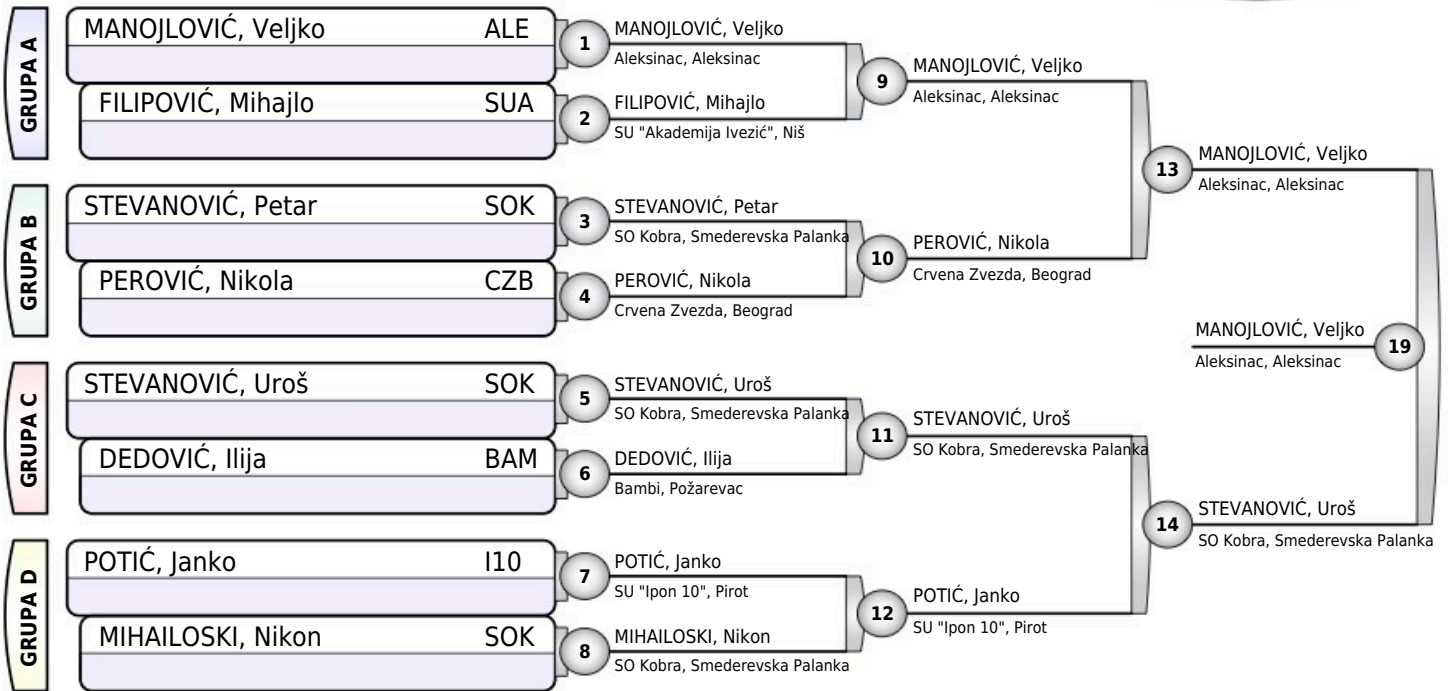 GRUPA A
MANOJLOVIĆ, Veljko ALE
FILIPOVIĆ, Mihajlo SUA
GRUPA B
STEVANOVIĆ, Petar SOK
PEROVIĆ, Nikola CZB
GRUPA C
STEVANOVIĆ, Uroš SOK
DEDOVIĆ, Ilija BAM
GRUPA D
POTIĆ, Janko I10
MIHAILOSKI, Nikon SOK
1
MANOJLOVIĆ, Veljko
Aleksinac, Aleksinac
2
FILIPOVIĆ, Mihajlo
SU "Akademija Ivezić", Niš
3
STEVANOVIĆ, Petar
SO Kobra, Smederevska Palanka
4
PEROVIĆ, Nikola
Crvena Zvezda, Beograd
5
STEVANOVIĆ, Uroš
SO Kobra, Smederevska Palanka
6
DEDOVIĆ, Ilija
Bambi, Požarevac
7
POTIĆ, Janko
SU "Ipon 10", Pirot
8
MIHAILOSKI, Nikon
SO Kobra, Smederevska Palanka
9
MANOJLOVIĆ, Veljko
Aleksinac, Aleksinac
10
PEROVIĆ, Nikola
Crvena Zvezda, Beograd
11
STEVANOVIĆ, Uroš
SO Kobra, Smederevska Palanka
12
POTIĆ, Janko
SU "Ipon 10", Pirot
13
MANOJLOVIĆ, Veljko
Aleksinac, Aleksinac
14
STEVANOVIĆ, Uroš
SO Kobra, Smederevska Palanka
MANOJLOVIĆ, Veljko
Aleksinac, Aleksinac
19